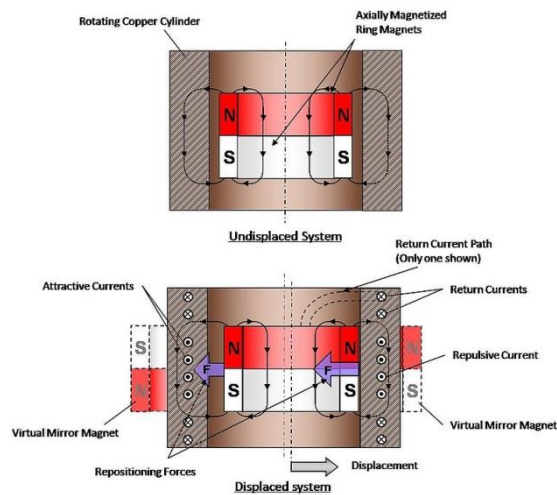 Rotating Copper Cylinder
Axially Magnetized
Ring Magnets
N
N
S
S
Undisplaced System
Return Current Path
(Only one shown)
Attractive Currents
Return Currents
S
N
N
N
F
F
S
S
N
S
Repulsive Current
Virtual Mirror Magnet
Virtual Mirror Magnet
Repositioning Forces
Displacement
Displaced system